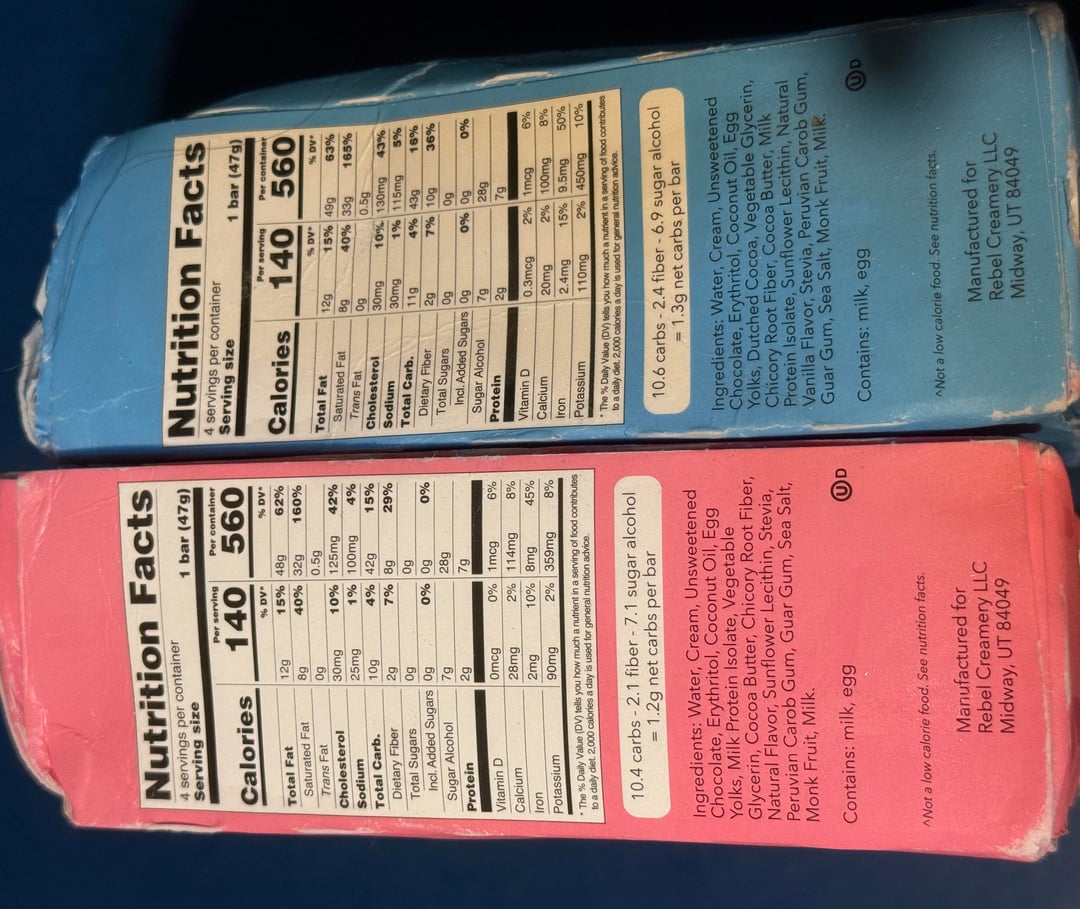 Nutrition Facts
4 servings per container
Serving size 1 bar (47g)
Per serving Per container
Calories 140 560
% DV* % DV*
Total Fat 12g 15% 48g 62%
Saturated Fat 8g 40% 32g 160%
Trans Fat 0g 0.5g
Cholesterol 30mg 10% 125mg 42%
Sodium 25mg 1% 100mg 4%
Total Carb. 10g 4% 42g 15%
Dietary Fiber 2g 7% 8g 29%
Total Sugars 0g 0g
Incl. Added Sugars 0g 0% 0g 0%
Sugar Alcohol 7g 28g
Protein 2g 7g
Vitamin D 0mcg 0% 1mcg 6%
Calcium 28mg 2% 114mg 8%
Iron 2mg 10% 8mg 45%
Potassium 90mg 2% 359mg 8%
* The % Daily Value (DV) tells you how much a nutrient in a serving of food contributes
to a daily diet. 2,000 calories a day is used for general nutrition advice.
10.4 carbs - 2.1 fiber - 7.1 sugar alcohol
= 1.2g net carbs per bar
Ingredients: Water, Cream, Unsweetened
Chocolate, Erythritol, Coconut Oil, Egg
Yolks, Milk Protein Isolate, Vegetable
Glycerin, Cocoa Butter, Chicory Root Fiber,
Natural Flavor, Sunflower Lecithin, Stevia,
Peruvian Carob Gum, Guar Gum, Sea Salt,
Monk Fruit, Milk.
Contains: milk, egg
U D
^Not a low calorie food. See nutrition facts.
Manufactured for
Rebel Creamery LLC
Midway, UT 84049
Nutrition Facts
4 servings per container
Serving size 1 bar (47g)
Per serving Per container
Calories 140 560
% DV* % DV*
Total Fat 12g 15% 49g 63%
Saturated Fat 8g 40% 33g 165%
Trans Fat 0g 0.5g
Cholesterol 30mg 10% 130mg 43%
Sodium 30mg 1% 115mg 5%
Total Carb. 11g 4% 43g 16%
Dietary Fiber 2g 7% 10g 36%
Total Sugars 0g 0g
Incl. Added Sugars 0g 0% 0g 0%
Sugar Alcohol 7g 28g
Protein 2g 7g
Vitamin D 0.3mcg 2% 1mcg 6%
Calcium 20mg 2% 100mg 8%
Iron 2.4mg 15% 9.5mg 50%
Potassium 110mg 2% 450mg 10%
* The % Daily Value (DV) tells you how much a nutrient in a serving of food contributes
to a daily diet. 2,000 calories a day is used for general nutrition advice.
10.6 carbs - 2.4 fiber - 6.9 sugar alcohol
= 1.3g net carbs per bar
Ingredients: Water, Cream, Unsweetened
Chocolate, Erythritol, Coconut Oil, Egg
Yolks, Dutched Cocoa, Vegetable Glycerin,
Chicory Root Fiber, Cocoa Butter, Milk
Protein Isolate, Sunflower Lecithin, Natural
Vanilla Flavor, Stevia, Peruvian Carob Gum,
Guar Gum, Sea Salt, Monk Fruit, Milk.
Contains: milk, egg
U D
^Not a low calorie food. See nutrition facts.
Manufactured for
Rebel Creamery LLC
Midway, UT 84049